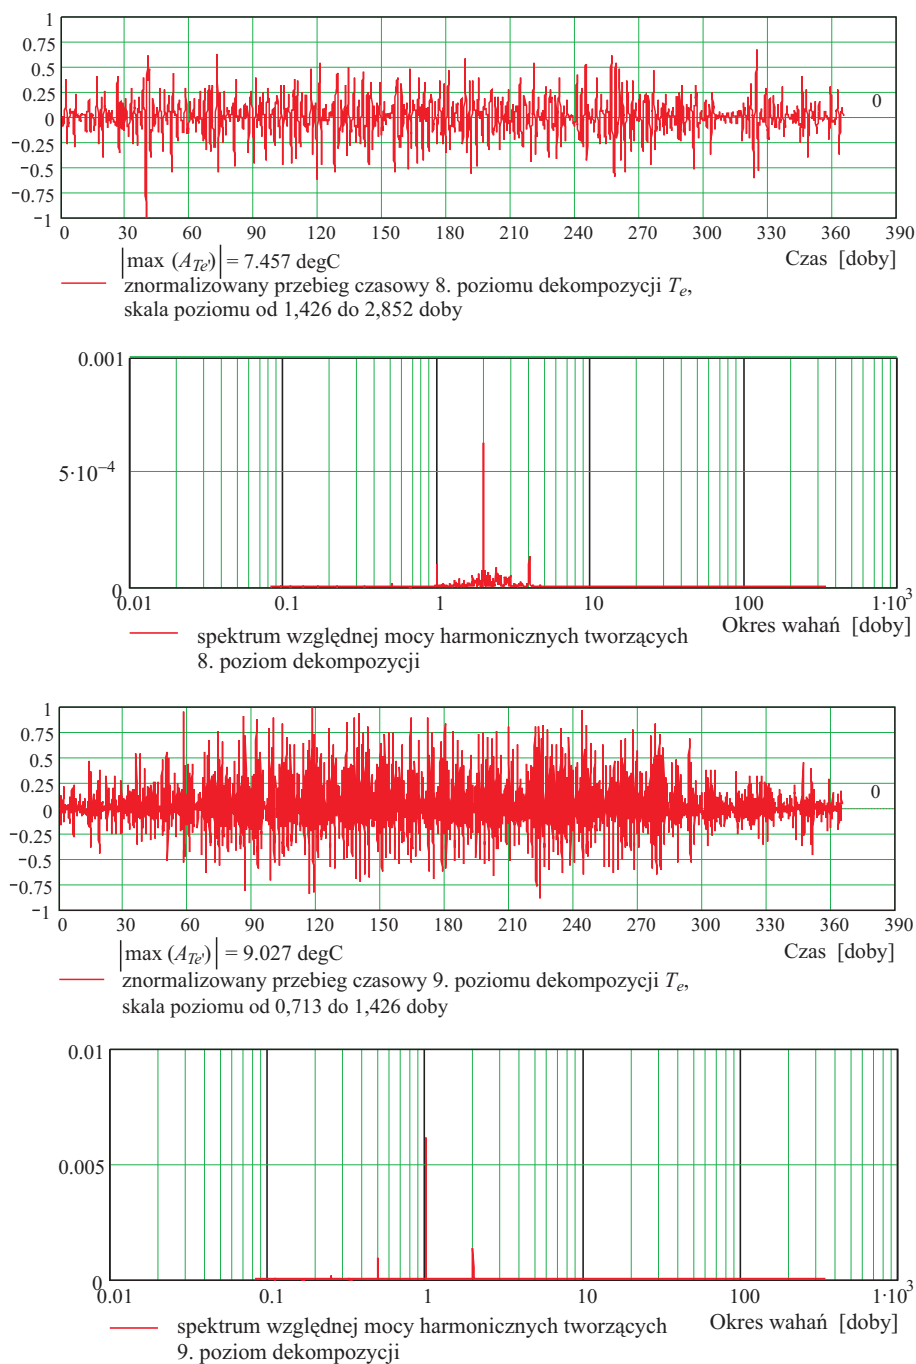 1
0.75
0.5
0.25
0
−0.25
−0.5
−0.75
−1
0
0 30 60 90 120 150 180 210 240 270 300 330 360 390
Czas [doby]
|max (A_Te')| = 7.457 degC
znormalizowany przebieg czasowy 8. poziomu dekompozycji T_e,
skala poziomu od 1,426 do 2,852 doby
0.001
5·10⁻⁴
0
0.01 0.1 1 10 100 1·10³
Okres wahań [doby]
spektrum względnej mocy harmonicznych tworzących
8. poziom dekompozycji
1
0.75
0.5
0.25
0
−0.25
−0.5
−0.75
−1
0
0 30 60 90 120 150 180 210 240 270 300 330 360 390
Czas [doby]
|max (A_Te')| = 9.027 degC
znormalizowany przebieg czasowy 9. poziomu dekompozycji T_e,
skala poziomu od 0,713 do 1,426 doby
0.01
0.005
0
0.01 0.1 1 10 100 1·10³
Okres wahań [doby]
spektrum względnej mocy harmonicznych tworzących
9. poziom dekompozycji